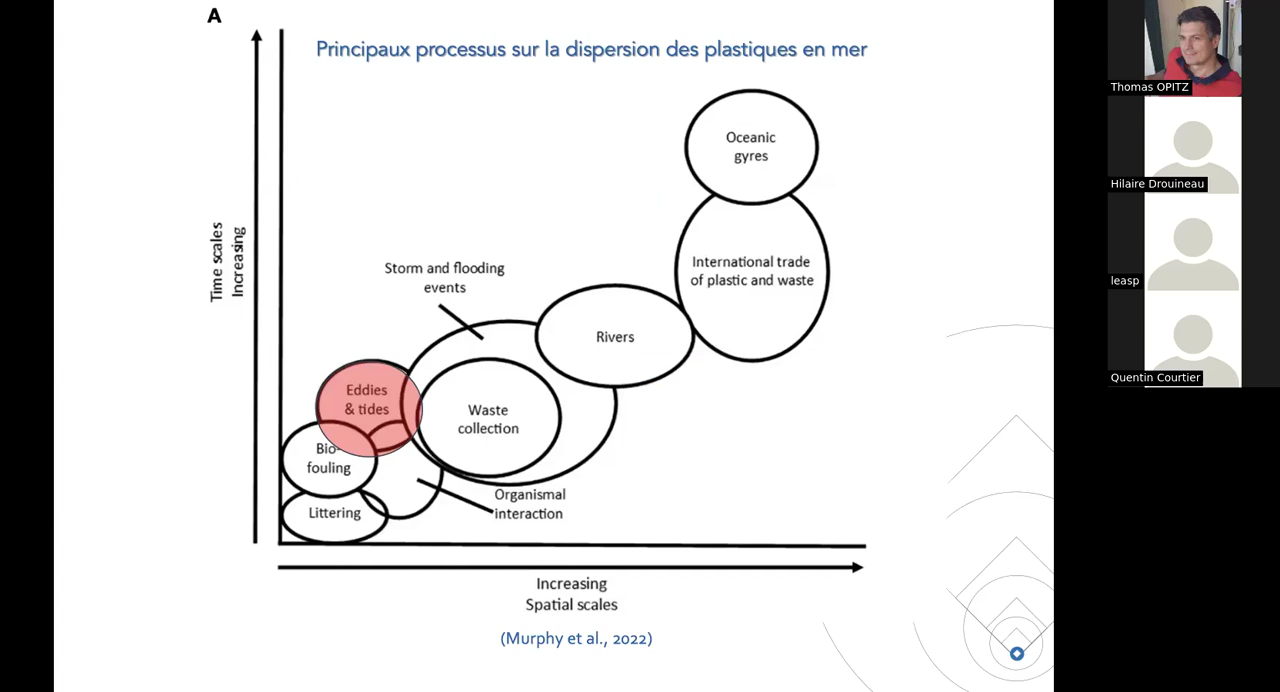 A
Principaux processus sur la dispersion des plastiques en mer
Time scales
Increasing
Oceanic
gyres
International trade
of plastic and waste
Storm and flooding
events
Rivers
Eddies
& tides
Waste
collection
Bio-
fouling
Littering
Organismal
interaction
Increasing
Spatial scales
(Murphy et al., 2022)
Thomas OPITZ
Hilaire Drouineau
leasp
Quentin Courtier